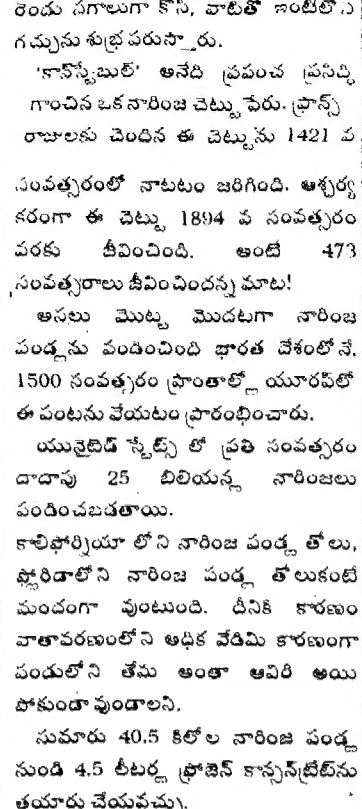 రెండు సగాలుగా కోసి, వాటితో ఇంటిలోని
గచ్చును శుభ్ర పరుస్తారు.
'కాన్‌స్టేబుల్' అనేది ప్రపంచ ప్రసిద్ధి
గాంచిన ఒక నారింజ చెట్టు పేరు. ఫ్రాన్స్
రాజులకు చెందిన ఈ చెట్టును 1421 వ
సంవత్సరంలో నాటటం జరిగింది. ఆశ్చర్య
కరంగా ఈ చెట్టు 1894 వ సంవత్సరం
వరకు జీవించింది. అంటే 473
సంవత్సరాలు జీవించిందన్న మాట!
అసలు మొట్ట మొదటగా నారింజ
పండ్లను పండించింది భారత దేశంలోనే.
1500 సంవత్సరం ప్రాంతాల్లో యూరప్‌లో
ఈ పంటను వేయటం ప్రారంభించారు.
యునైటెడ్ స్టేట్స్ లో ప్రతి సంవత్సరం
దాదాపు 25 బిలియన్ల నారింజలు
పండించబడతాయి.
కాలిఫోర్నియా లోని నారింజ పండ్ల తోలు,
ఫ్లోరిడాలోని నారింజ పండ్ల తోలుకంటే
మందంగా వుంటుంది. దీనికి కారణం
వాతావరణంలోని అధిక వేడిమి కారణంగా
పండులోని తేమ అంతా ఆవిరి అయి
పోకుండా వుండాలని.
సుమారు 40.5 కిలోల నారింజ పండ్ల
నుండి 4.5 లీటర్ల ఫ్రోజెన్ కాన్సన్‌ట్రేట్‌ను
తయారు చేయవచ్చు.